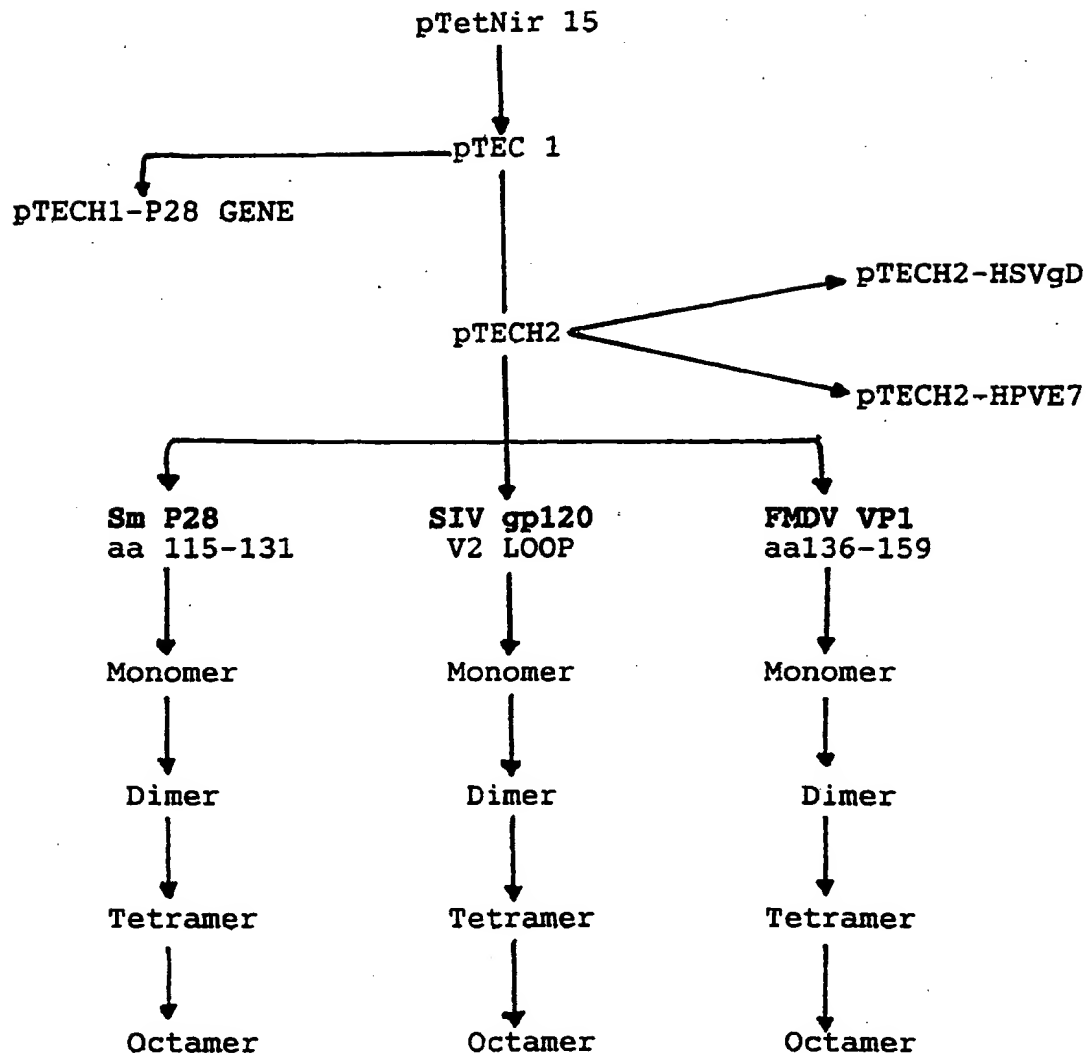 pTetNir 15
pTEC 1
pTECH1-P28 GENE
pTECH2-HSVgD
pTECH2
pTECH2-HPVE7
Sm P28
aa 115-131
SIV gp120
V2 LOOP
FMDV VP1
aa136-159
Monomer
Monomer
Monomer
Dimer
Dimer
Dimer
Tetramer
Tetramer
Tetramer
Octamer
Octamer
Octamer